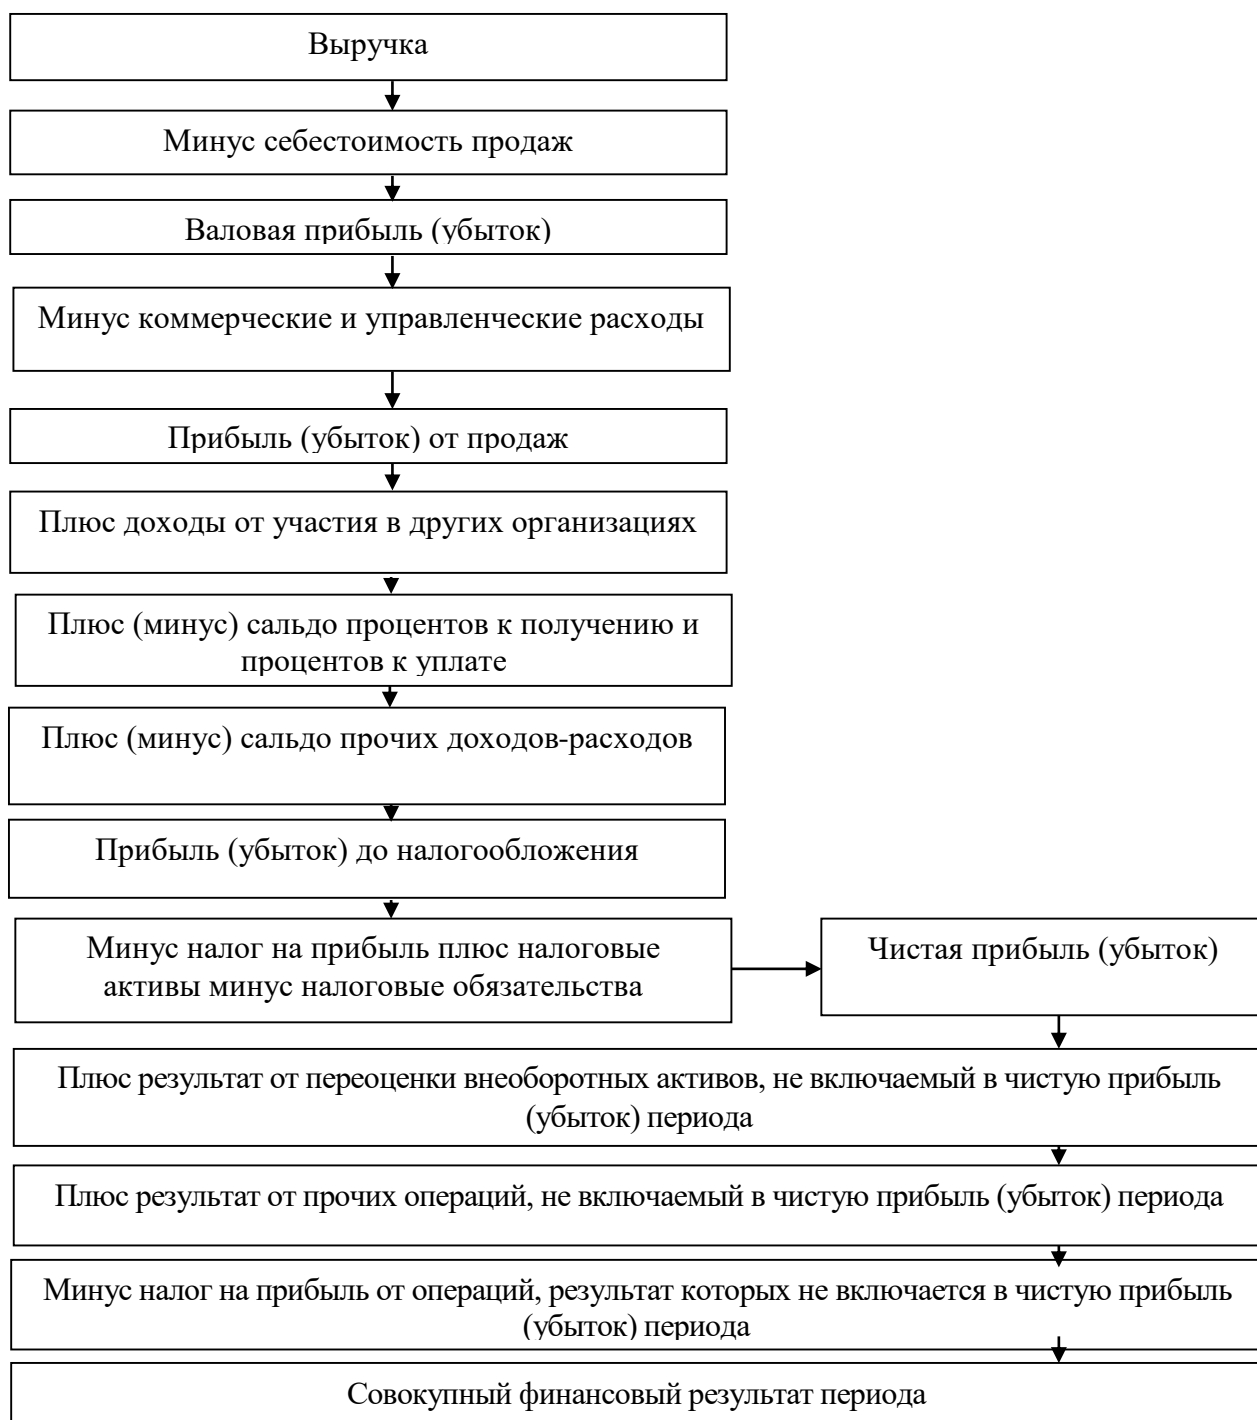 Выручка
Минус себестоимость продаж
Валовая прибыль (убыток)
Минус коммерческие и управленческие расходы
Прибыль (убыток) от продаж
Плюс доходы от участия в других организациях
Плюс (минус) сальдо процентов к получению и
процентов к уплате
Плюс (минус) сальдо прочих доходов-расходов
Прибыль (убыток) до налогообложения
Минус налог на прибыль плюс налоговые
активы минус налоговые обязательства
Чистая прибыль (убыток)
Плюс результат от переоценки внеоборотных активов, не включаемый в чистую прибыль
(убыток) периода
Плюс результат от прочих операций, не включаемый в чистую прибыль (убыток) периода
Минус налог на прибыль от операций, результат которых не включается в чистую прибыль
(убыток) периода
Совокупный финансовый результат периода